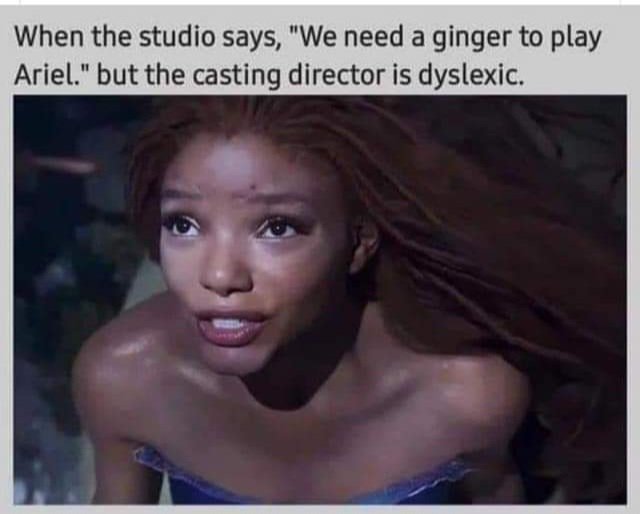 When the studio says, "We need a ginger to play
Ariel." but the casting director is dyslexic.